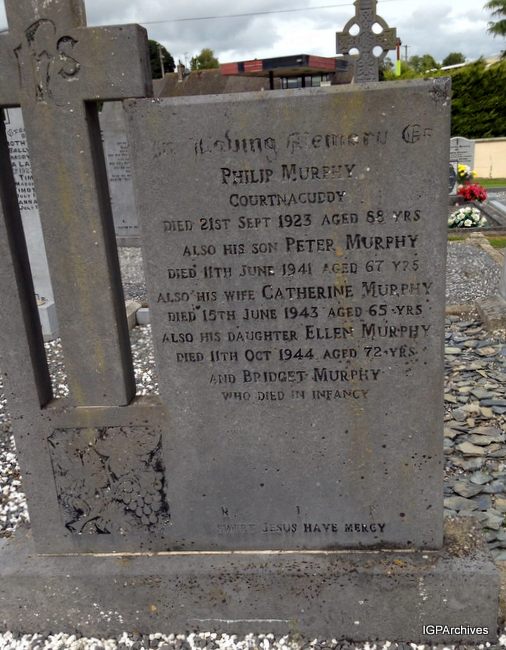 IHS
In Loving Memory Of
PHILIP MURPHY
COURTNACUDDY
DIED 21ST SEPT 1923 AGED 88 YRS
ALSO HIS SON PETER MURPHY
DIED 11TH JUNE 1941 AGED 67 YRS
ALSO HIS WIFE CATHERINE MURPHY
DIED 15TH JUNE 1943 AGED 65 YRS
ALSO HIS DAUGHTER ELLEN MURPHY
DIED 11TH OCT 1944 AGED 72 YRS
AND BRIDGET MURPHY
WHO DIED IN INFANCY
R I P
SWEET JESUS HAVE MERCY
IGPArchives